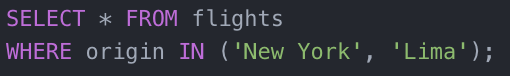 SELECT * FROM flights
WHERE origin IN ('New York', 'Lima');